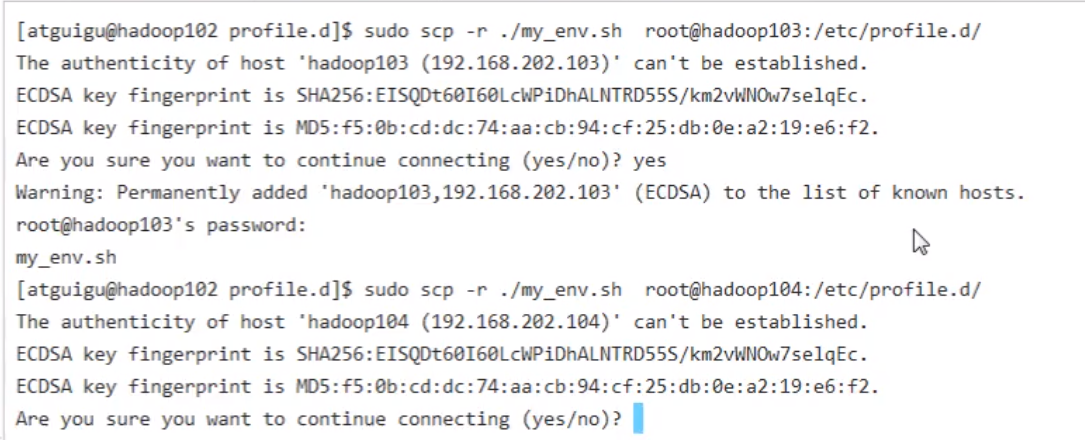 [atguigu@hadoop102 profile.d]$ sudo scp -r ./my_env.sh  root@hadoop103:/etc/profile.d/
The authenticity of host 'hadoop103 (192.168.202.103)' can't be established.
ECDSA key fingerprint is SHA256:EISQDt60I60LcWPiDhALNTRD55S/km2vWNOw7selqEc.
ECDSA key fingerprint is MD5:f5:0b:cd:dc:74:aa:cb:94:cf:25:db:0e:a2:19:e6:f2.
Are you sure you want to continue connecting (yes/no)? yes
Warning: Permanently added 'hadoop103,192.168.202.103' (ECDSA) to the list of known hosts.
root@hadoop103's password:
my_env.sh
[atguigu@hadoop102 profile.d]$ sudo scp -r ./my_env.sh  root@hadoop104:/etc/profile.d/
The authenticity of host 'hadoop104 (192.168.202.104)' can't be established.
ECDSA key fingerprint is SHA256:EISQDt60I60LcWPiDhALNTRD55S/km2vWNOw7selqEc.
ECDSA key fingerprint is MD5:f5:0b:cd:dc:74:aa:cb:94:cf:25:db:0e:a2:19:e6:f2.
Are you sure you want to continue connecting (yes/no)?